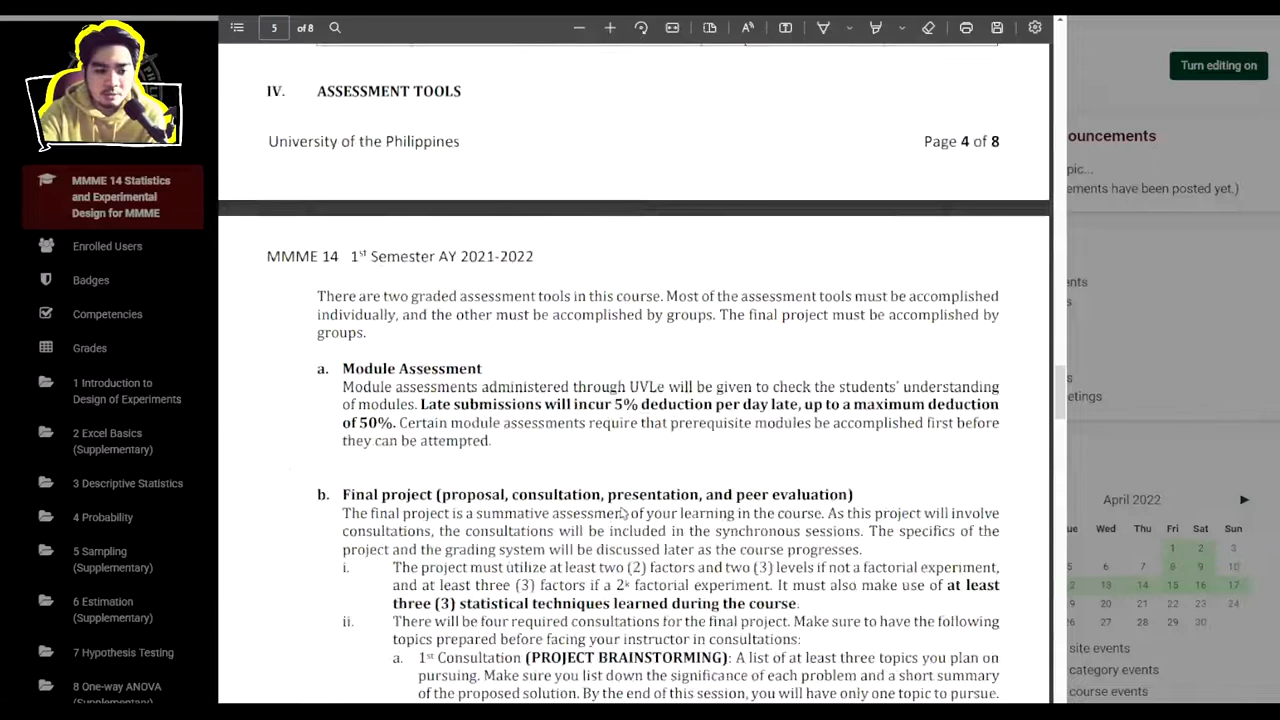 5 of 8
Turn editing on
IV. ASSESSMENT TOOLS
University of the Philippines
Page 4 of 8
ouncements
pic...
ements have been posted yet.)
MMME 14 Statistics
and Experimental
Design for MMME
Enrolled Users
Badges
Competencies
Grades
1 Introduction to
Design of Experiments
2 Excel Basics
(Supplementary)
3 Descriptive Statistics
4 Probability
5 Sampling
(Supplementary)
6 Estimation
(Supplementary)
7 Hypothesis Testing
8 One-way ANOVA
(Supplementary)
MMME 14 1st Semester AY 2021-2022
There are two graded assessment tools in this course. Most of the assessment tools must be accomplished
individually, and the other must be accomplished by groups. The final project must be accomplished by
groups.
a. Module Assessment
Module assessments administered through UVLe will be given to check the students' understanding
of modules. Late submissions will incur 5% deduction per day late, up to a maximum deduction
of 50%. Certain module assessments require that prerequisite modules be accomplished first before
they can be attempted.
b. Final project (proposal, consultation, presentation, and peer evaluation)
The final project is a summative assessment of your learning in the course. As this project will involve
consultations, the consultations will be included in the synchronous sessions. The specifics of the
project and the grading system will be discussed later as the course progresses.
i. The project must utilize at least two (2) factors and two (3) levels if not a factorial experiment,
and at least three (3) factors if a 2k factorial experiment. It must also make use of at least
three (3) statistical techniques learned during the course.
ii. There will be four required consultations for the final project. Make sure to have the following
topics prepared before facing your instructor in consultations:
a. 1st Consultation (PROJECT BRAINSTORMING): A list of at least three topics you plan on
pursuing. Make sure you list down the significance of each problem and a short summary
of the proposed solution. By the end of this session, you will have only one topic to pursue.
ents
s
s
etings
April 2022 ►
ue Wed Thu Fri Sat Sun
1 2 3
6 7 8 9 10
2 13 14 15 16 17
9 20 21 22 23 24
6 27 28 29 30
site events
category events
course events